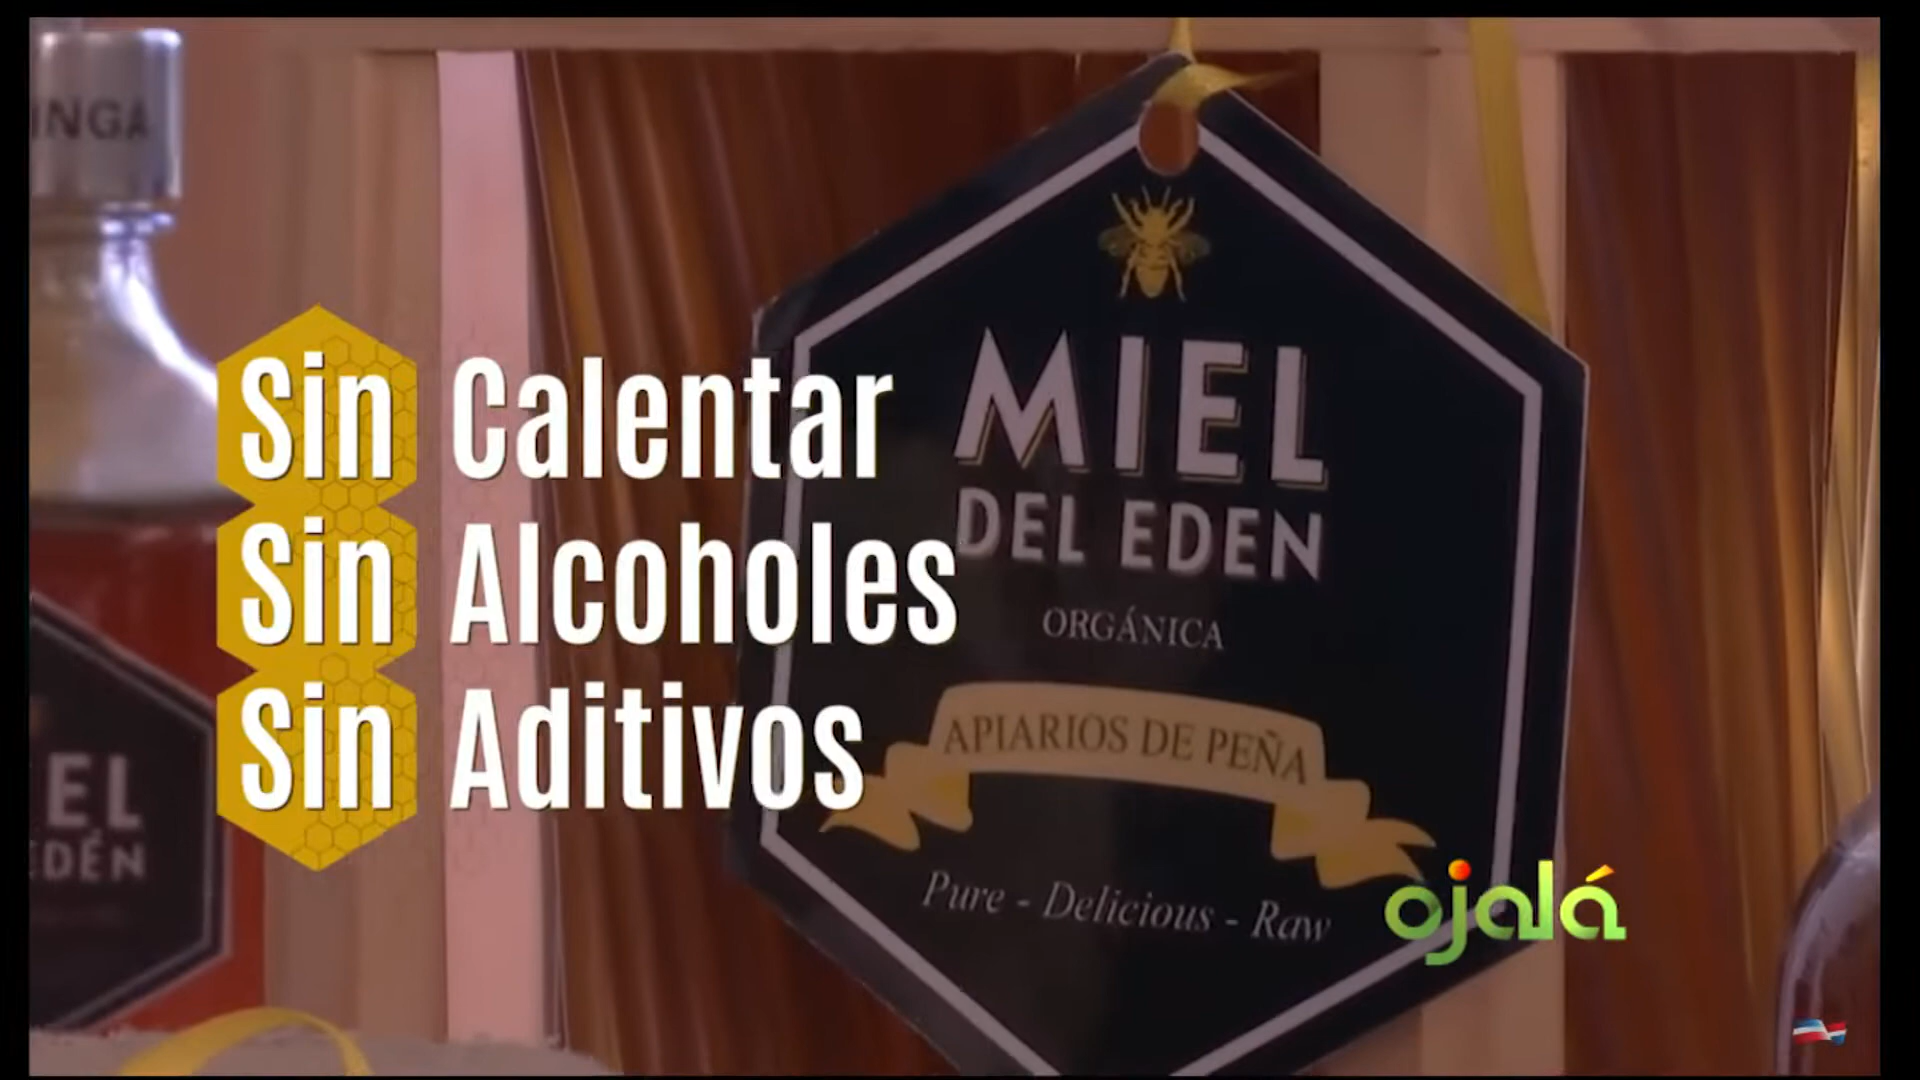 Sin Calentar
Sin Alcoholes
Sin Aditivos
MIEL
DEL EDEN
ORGÁNICA
APIARIOS DE PEÑA
Pure - Delicious - Raw
ojalá
INGA
EL
EDÉN